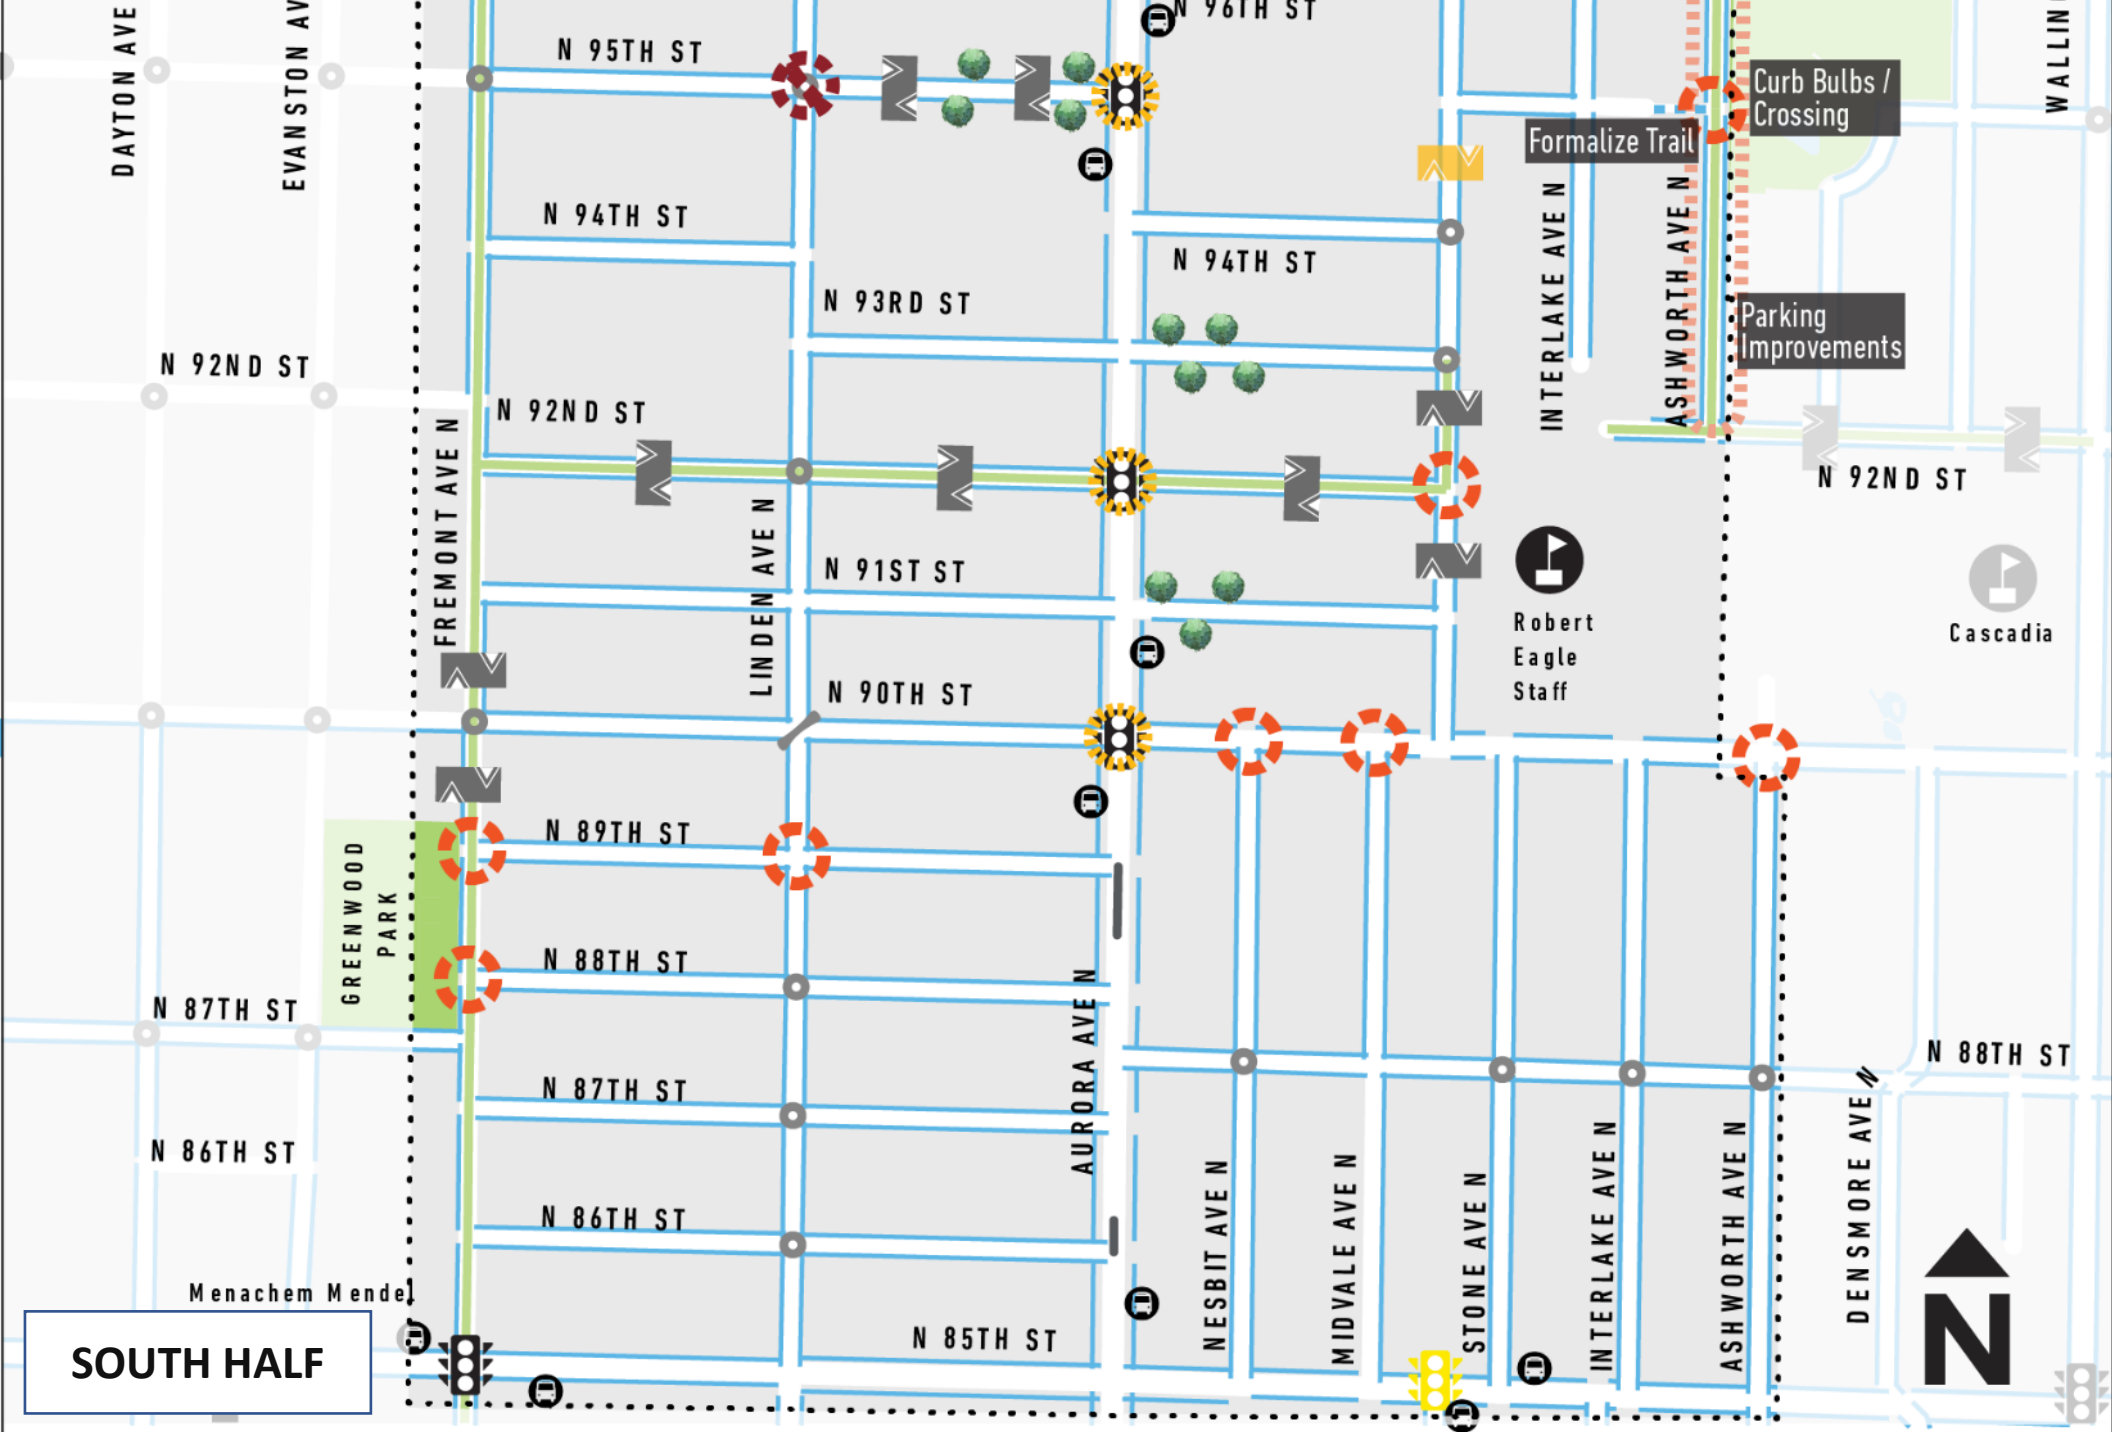 N 96TH ST
DAYTON AVE
EVANSTON AV
N 95TH ST
WALLIN
Curb Bulbs /
Crossing
Formalize Trail
N 94TH ST
N 94TH ST
INTERLAKE AVE N
ASHWORTH AVE N
N 93RD ST
Parking
Improvements
N 92ND ST
N 92ND ST
N 92ND ST
FREMONT AVE N
LINDEN AVE N
N 91ST ST
Robert
Eagle
Staff
Cascadia
N 90TH ST
N 89TH ST
GREENWOOD
PARK
N 88TH ST
AURORA AVE N
N 87TH ST
N 88TH ST
N 87TH ST
N 86TH ST
NESBIT AVE N
MIDVALE AVE N
STONE AVE N
INTERLAKE AVE N
ASHWORTH AVE N
DENSMORE AVE N
N 86TH ST
Menachem Mendel
N 85TH ST
SOUTH HALF
N